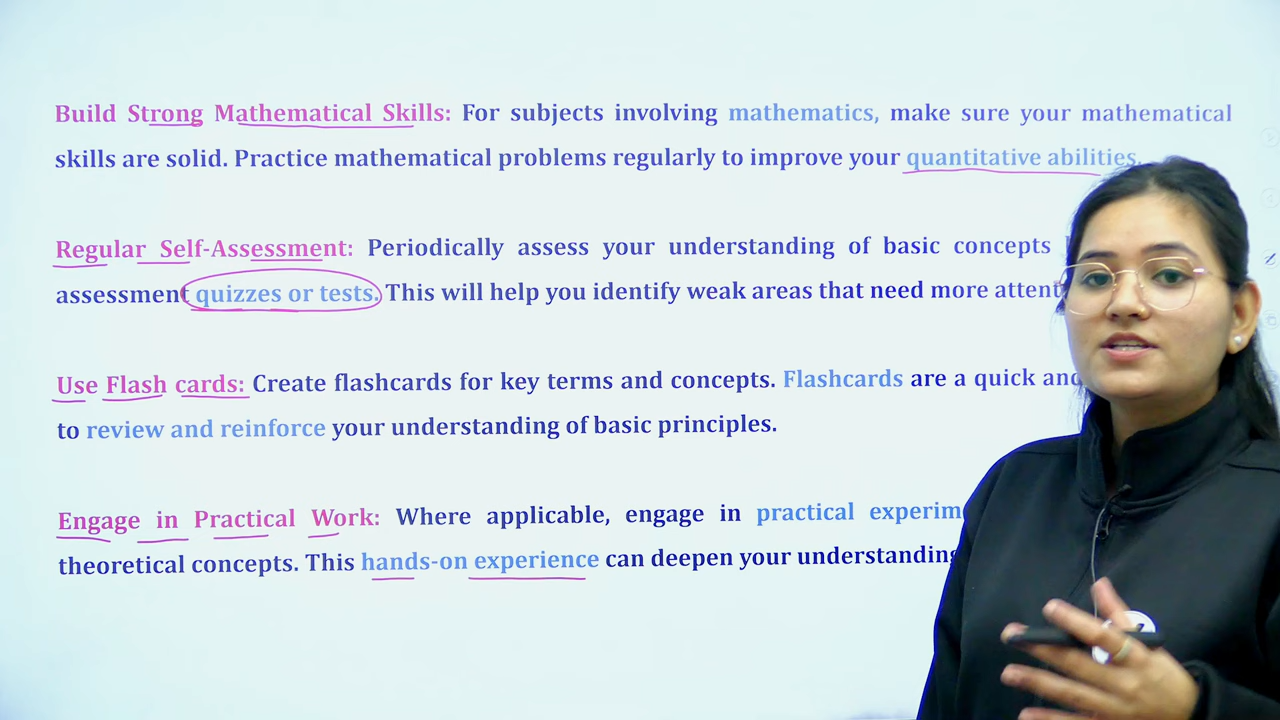 Build Strong Mathematical Skills: For subjects involving mathematics, make sure your mathematical
skills are solid. Practice mathematical problems regularly to improve your quantitative abilities.
Regular Self-Assessment: Periodically assess your understanding of basic concepts
assessment quizzes or tests. This will help you identify weak areas that need more
Use Flash cards: Create flashcards for key terms and concepts. Flashcards are a quick
to review and reinforce your understanding of basic principles.
Engage in Practical Work: Where applicable, engage in practical
theoretical concepts. This hands-on experience can deepen your understanding